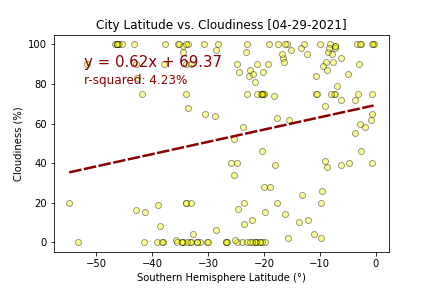 City Latitude vs. Cloudiness [04-29-2021]
y = 0.62x + 69.37
r-squared: 4.23%
Cloudiness (%)
100
80
60
40
20
0
−50
−40
−30
−20
−10
0
Southern Hemisphere Latitude (°)